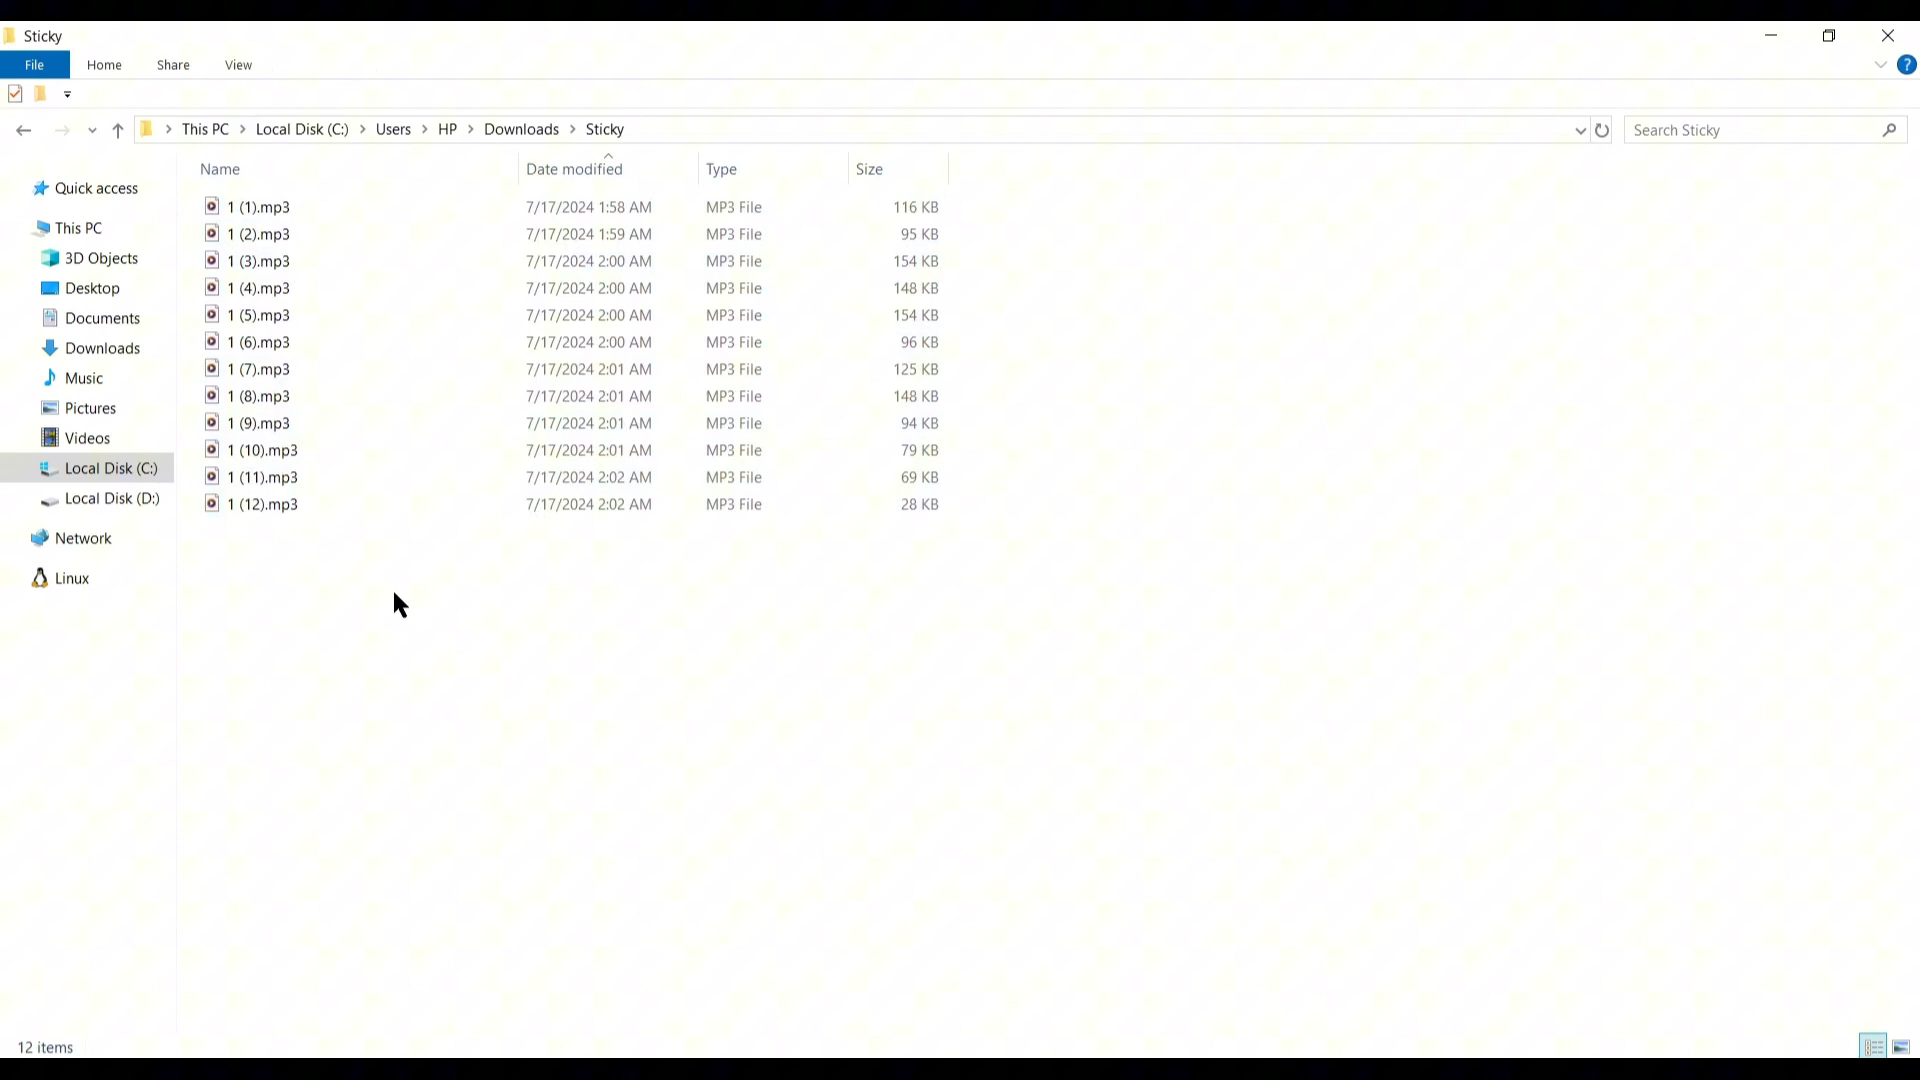 Sticky
File Home Share View
?
This PC > Local Disk (C:) > Users > HP > Downloads > Sticky
Search Sticky
Name Date modified Type Size
Quick access
This PC
3D Objects
Desktop
Documents
Downloads
Music
Pictures
Videos
Local Disk (C:)
Local Disk (D:)
Network
Linux
1 (1).mp3 7/17/2024 1:58 AM MP3 File 116 KB
1 (2).mp3 7/17/2024 1:59 AM MP3 File 95 KB
1 (3).mp3 7/17/2024 2:00 AM MP3 File 154 KB
1 (4).mp3 7/17/2024 2:00 AM MP3 File 148 KB
1 (5).mp3 7/17/2024 2:00 AM MP3 File 154 KB
1 (6).mp3 7/17/2024 2:00 AM MP3 File 96 KB
1 (7).mp3 7/17/2024 2:01 AM MP3 File 125 KB
1 (8).mp3 7/17/2024 2:01 AM MP3 File 148 KB
1 (9).mp3 7/17/2024 2:01 AM MP3 File 94 KB
1 (10).mp3 7/17/2024 2:01 AM MP3 File 79 KB
1 (11).mp3 7/17/2024 2:02 AM MP3 File 69 KB
1 (12).mp3 7/17/2024 2:02 AM MP3 File 28 KB
12 items